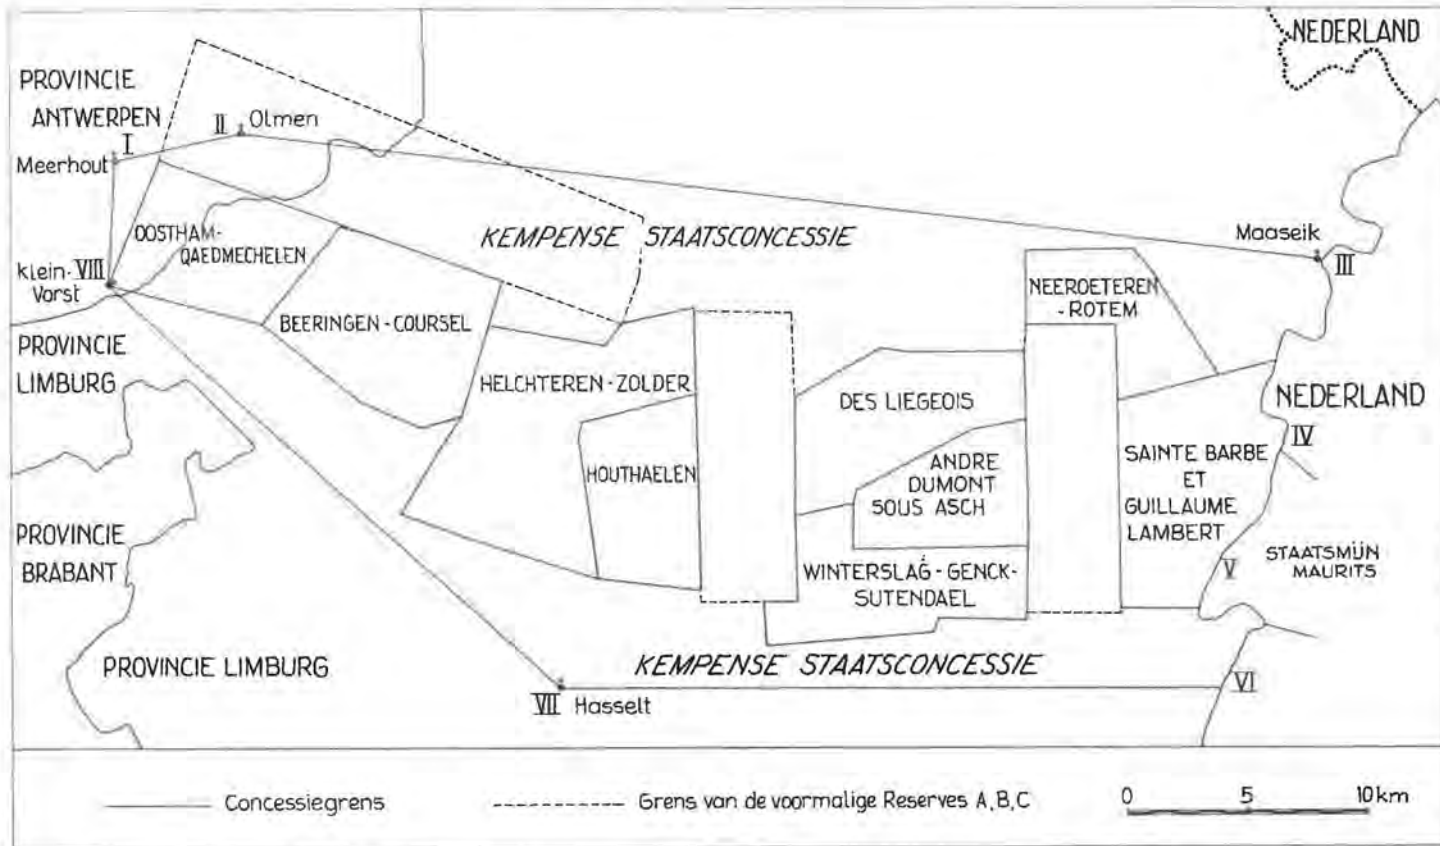 NEDERLAND
PROVINCIE
ANTWERPEN
I
II
Olmen
Meerhout
OOSTHAM-
QAEDMECHELEN
KEMPENSE STAATSCONCESSIE
Maaseik
III
klein-
Vorst
VIII
NEEROETEREN
-ROTEM
BEERINGEN-COURSEL
PROVINCIE
LIMBURG
HELCHTEREN-ZOLDER
DES LIEGEOIS
NEDERLAND
IV
HOUTHAELEN
ANDRE
DUMONT
SOUS ASCH
SAINTE BARBE
ET
GUILLAUME
LAMBERT
PROVINCIE
BRABANT
STAATSMIJN
MAURITS
V
WINTERSLAG-GENCK-
SUTENDAEL
PROVINCIE LIMBURG
KEMPENSE STAATSCONCESSIE
VI
VII
Hasselt
Concessiegrens
Grens van de voormalige Reserves A,B,C
0 5 10km